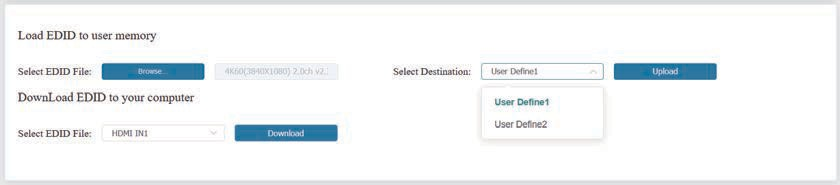 Load EDID to user memory
Select EDID File: Browse... 4K60(3840X1080) 2.0ch v2... Select Destination: User Define1 Upload
User Define1
User Define2
DownLoad EDID to your computer
Select EDID File: HDMI IN1 Download